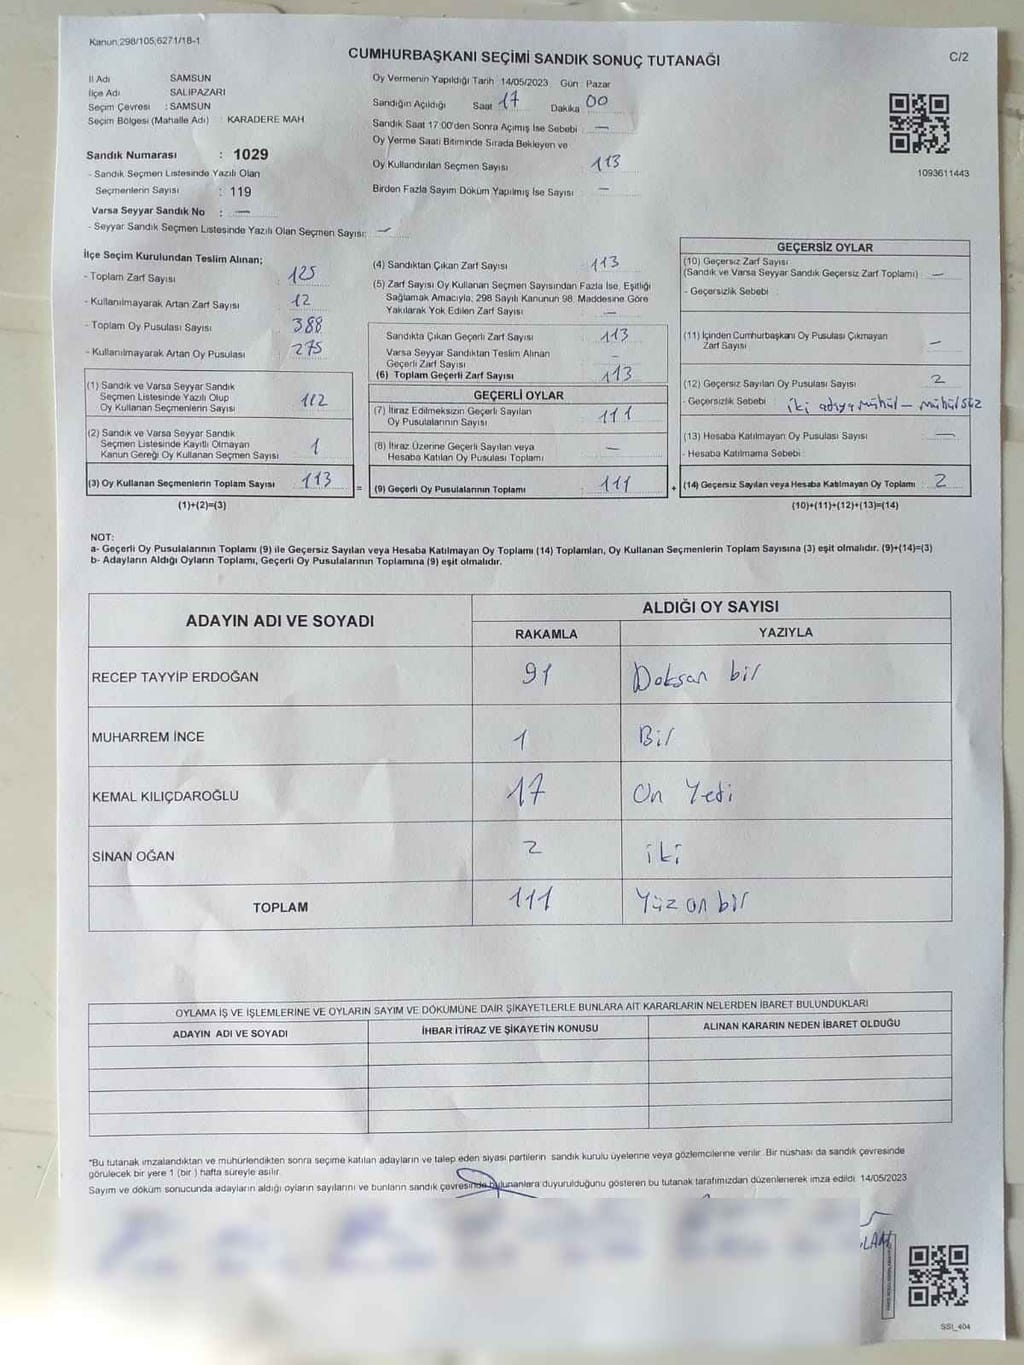 Kanun,298/105,6271/18-1
CUMHURBAŞKANI SEÇİMİ SANDIK SONUÇ TUTANAĞI
C/2
İl Adı SAMSUN
İlçe Adı SALIPAZARI
Seçim Çevresi : SAMSUN
Seçim Bölgesi (Mahalle Adı) : KARADERE MAH
Sandık Numarası : 1029
- Sandık Seçmen Listesinde Yazılı Olan
Seçmenlerin Sayısı : 119
Varsa Seyyar Sandık No : —
- Seyyar Sandık Seçmen Listesinde Yazılı Olan Seçmen Sayısı: —
Oy Vermenin Yapıldığı Tarih 14/05/2023 Gün : Pazar
Sandığın Açıldığı Saat 17 Dakika 00
Sandık Saat 17:00'den Sonra Açılmış İse Sebebi : —
Oy Verme Saati Bitiminde Sırada Bekleyen ve
Oy Kullandırılan Seçmen Sayısı : 113
Birden Fazla Sayım Döküm Yapılmış İse Sayısı : —
1093611443
İlçe Seçim Kurulundan Teslim Alınan;
- Toplam Zarf Sayısı 125
- Kullanılmayarak Artan Zarf Sayısı 12
- Toplam Oy Pusulası Sayısı 388
- Kullanılmayarak Artan Oy Pusulası 275
(1) Sandık ve Varsa Seyyar Sandık
Seçmen Listesinde Yazılı Olup
Oy Kullanan Seçmenlerin Sayısı 112
(2) Sandık ve Varsa Seyyar Sandık
Seçmen Listesinde Kayıtlı Olmayan
Kanun Gereği Oy Kullanan Seçmen Sayısı 1
(3) Oy Kullanan Seçmenlerin Toplam Sayısı 113 =
(1)+(2)=(3)
(4) Sandıktan Çıkan Zarf Sayısı 113
(5) Zarf Sayısı Oy Kullanan Seçmen Sayısından Fazla İse, Eşitliği
Sağlamak Amacıyla; 298 Sayılı Kanunun 98. Maddesine Göre
Yakılarak Yok Edilen Zarf Sayısı —
Sandıkta Çıkan Geçerli Zarf Sayısı 113
Varsa Seyyar Sandıktan Teslim Alınan
Geçerli Zarf Sayısı —
(6) Toplam Geçerli Zarf Sayısı 113
GEÇERLİ OYLAR
(7) İtiraz Edilmeksizin Geçerli Sayılan
Oy Pusulalarının Sayısı 111
(8) İtiraz Üzerine Geçerli Sayılan veya
Hesaba Katılan Oy Pusulası Toplamı —
(9) Geçerli Oy Pusulalarının Toplamı 111 +
GEÇERSİZ OYLAR
(10) Geçersiz Zarf Sayısı
(Sandık ve Varsa Seyyar Sandık Geçersiz Zarf Toplamı) : —
- Geçersizlik Sebebi :
(11) İçinden Cumhurbaşkanı Oy Pusulası Çıkmayan
Zarf Sayısı —
(12) Geçersiz Sayılan Oy Pusulası Sayısı : 2
- Geçersizlik Sebebi : iki adaya mühül – mühülsüz
(13) Hesaba Katılmayan Oy Pusulası Sayısı : —
- Hesaba Katılmama Sebebi :
(14) Geçersiz Sayılan veya Hesaba Katılmayan Oy Toplamı : 2
(10)+(11)+(12)+(13)=(14)
NOT:
a- Geçerli Oy Pusulalarının Toplamı (9) ile Geçersiz Sayılan veya Hesaba Katılmayan Oy Toplamı (14) Toplamları, Oy Kullanan Seçmenlerin Toplam Sayısına (3) eşit olmalıdır. (9)+(14)=(3)
b- Adayların Aldığı Oyların Toplamı, Geçerli Oy Pusulalarının Toplamına (9) eşit olmalıdır.
ADAYIN ADI VE SOYADI ALDIĞI OY SAYISI
RAKAMLA YAZIYLA
RECEP TAYYİP ERDOĞAN 91 Doksan bir
MUHARREM İNCE 1 Bir
KEMAL KILIÇDAROĞLU 17 On Yedi
SİNAN OĞAN 2 iki
TOPLAM 111 Yüz on bir
OYLAMA İŞ VE İŞLEMLERİNE VE OYLARIN SAYIM VE DÖKÜMÜNE DAİR ŞİKAYETLERLE BUNLARA AİT KARARLARIN NELERDEN İBARET BULUNDUKLARI
ADAYIN ADI VE SOYADI İHBAR İTİRAZ VE ŞİKAYETİN KONUSU ALINAN KARARIN NEDEN İBARET OLDUĞU
*Bu tutanak imzalandıktan ve mühürlendikten sonra seçime katılan adayların ve talep eden siyasi partilerin sandık kurulu üyelerine veya gözlemcilerine verilir. Bir nüshası da sandık çevresinde
görülecek bir yere 1 (bir ) hafta süreyle asılır.
Sayım ve döküm sonucunda adayların aldığı oyların sayılarını ve bunların sandık çevresinde bulunanlara duyurulduğunu gösteren bu tutanak tarafımızdan düzenlenerek imza edildi. 14/05/2023
SSI_404